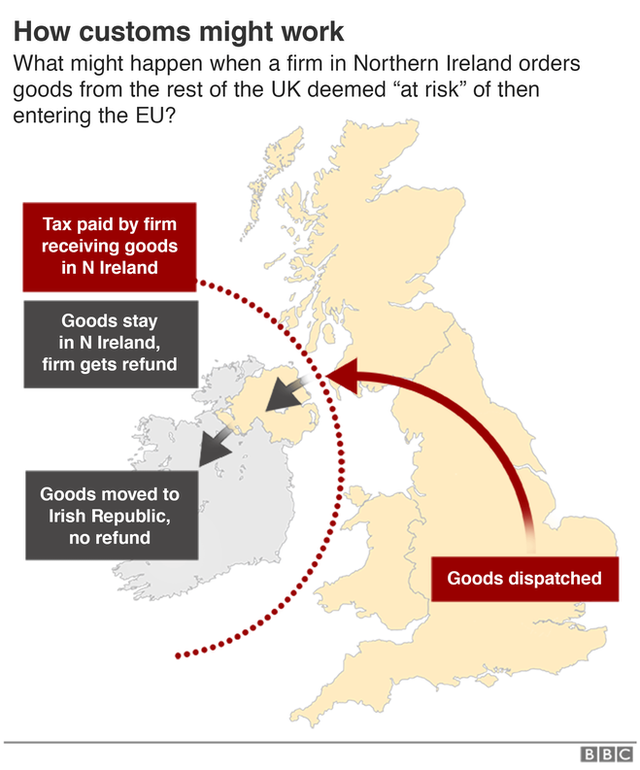 How customs might work
What might happen when a firm in Northern Ireland orders
goods from the rest of the UK deemed “at risk” of then
entering the EU?
Tax paid by firm
receiving goods
in N Ireland
Goods stay
in N Ireland,
firm gets refund
Goods moved to
Irish Republic,
no refund
Goods dispatched
BBC